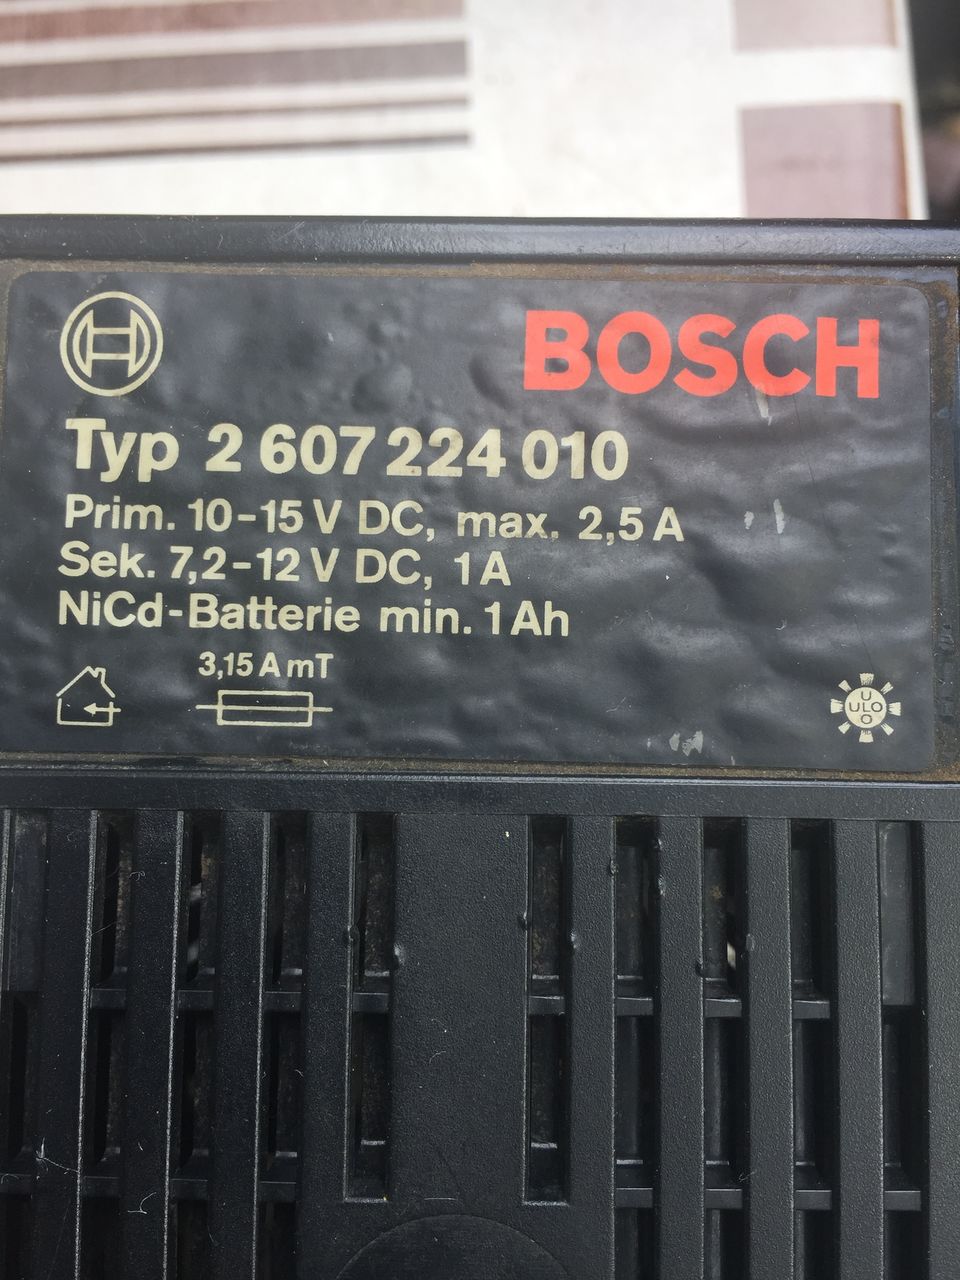 BOSCH
Typ 2 607 224 010
Prim. 10-15 V DC, max. 2,5 A
Sek. 7,2-12 V DC, 1 A
NiCd-Batterie min. 1 Ah
3,15 A mT
U
ULO
O